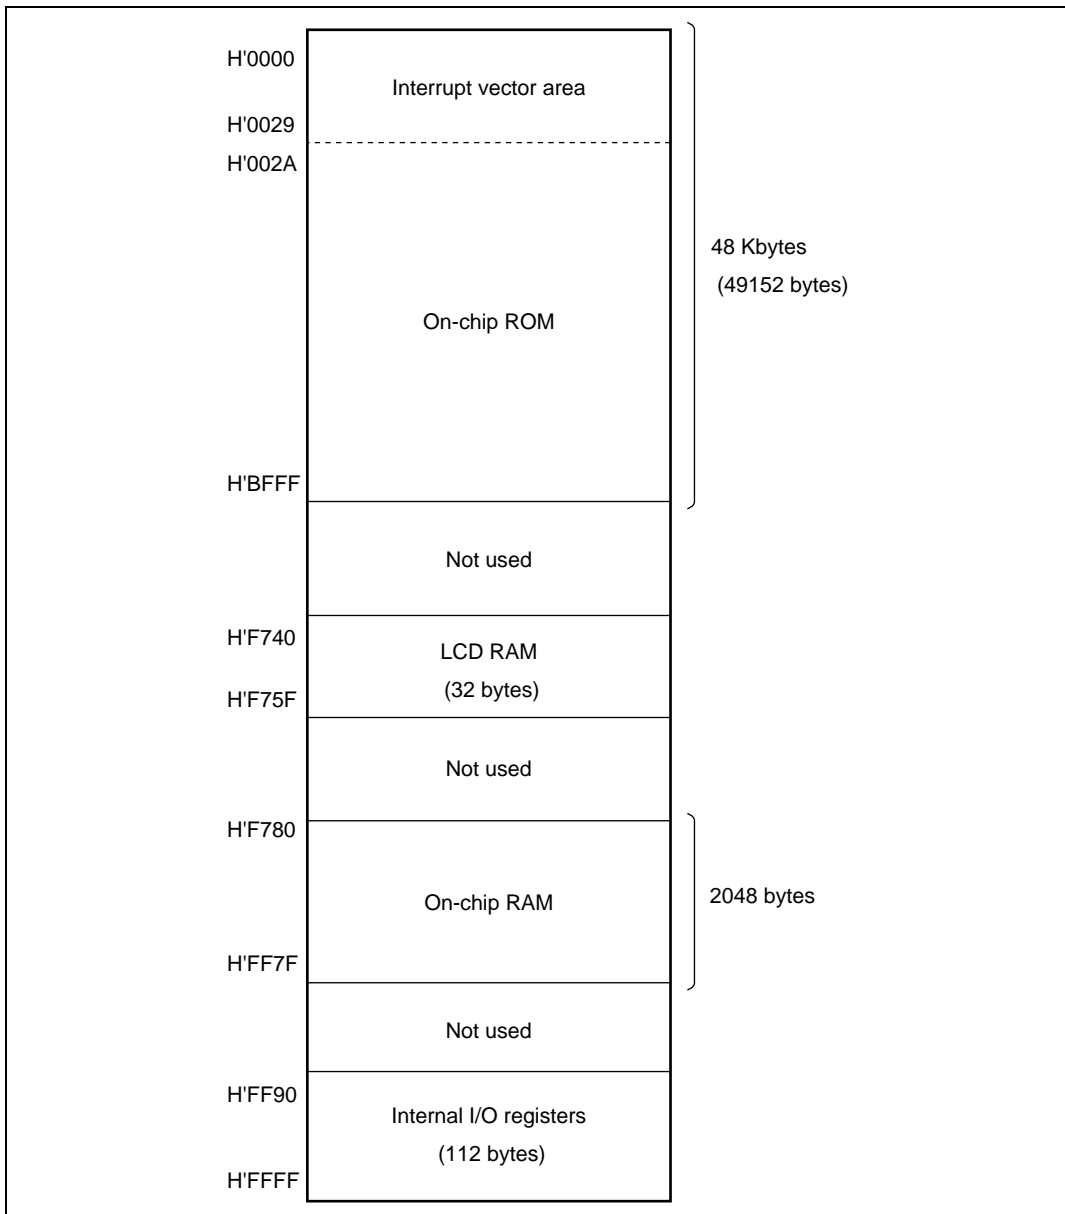 H'0000
Interrupt vector area
H'0029
H'002A
48 Kbytes
(49152 bytes)
On-chip ROM
H'BFFF
Not used
H'F740
LCD RAM
(32 bytes)
H'F75F
Not used
H'F780
On-chip RAM
2048 bytes
H'FF7F
Not used
H'FF90
Internal I/O registers
(112 bytes)
H'FFFF